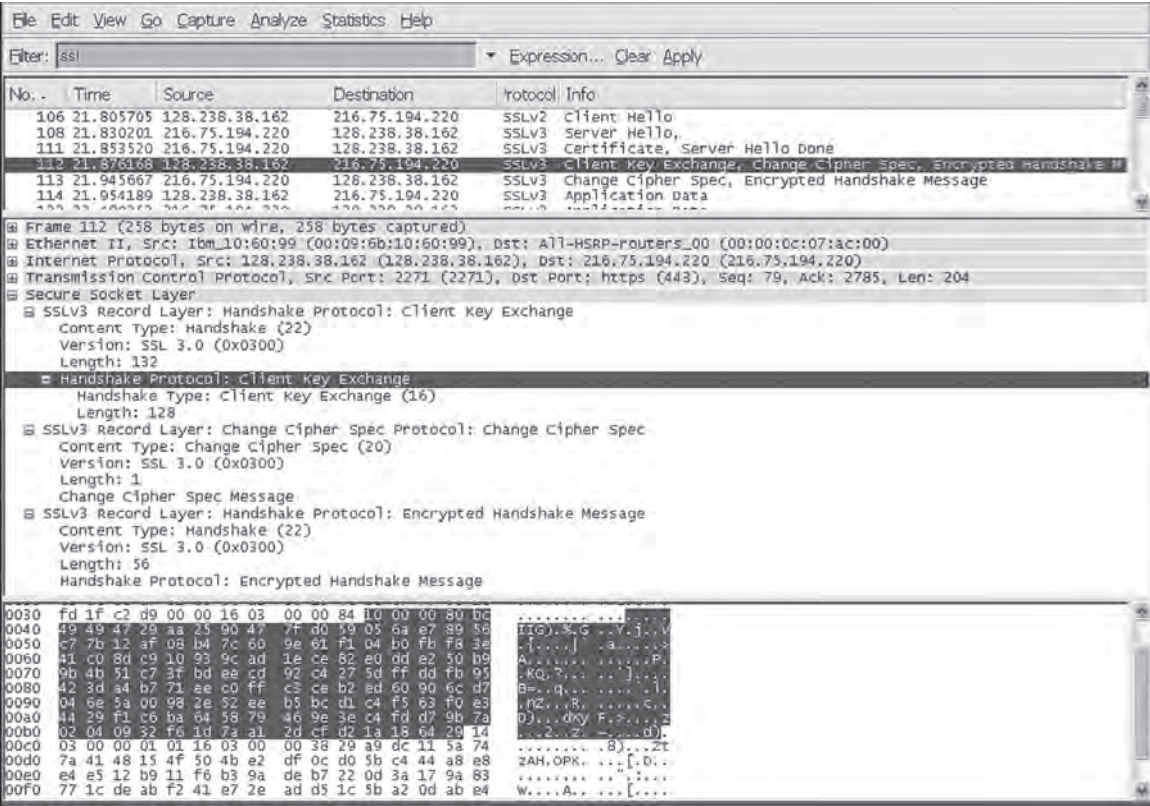 File Edit View Go Capture Analyze Statistics Help
Filter: ssl Expression... Clear Apply
No. . Time Source Destination rotocol Info
106 21.805705 128.238.38.162 216.75.194.220 SSLv2 Client Hello
108 21.830201 216.75.194.220 128.238.38.162 SSLv3 Server Hello,
111 21.853520 216.75.194.220 128.238.38.162 SSLv3 Certificate, Server Hello Done
112 21.876168 128.238.38.162 216.75.194.220 SSLv3 Client Key Exchange, Change Cipher Spec, Encrypted Handshake M
113 21.945667 216.75.194.220 128.238.38.162 SSLv3 Change Cipher Spec, Encrypted Handshake Message
114 21.954189 216.75.194.220 128.238.38.162 SSLv3 Application Data
Frame 112 (258 bytes on wire, 258 bytes captured)
Ethernet II, Src: Ibm_10:60:99 (00:09:6b:10:60:99), Dst: All-HSRP-routers_00 (00:00:0c:07:ac:00)
Internet Protocol, Src: 128.238.38.162 (128.238.38.162), Dst: 216.75.194.220 (216.75.194.220)
Transmission Control Protocol, Src Port: 2271 (2271), Dst Port: https (443), Seq: 79, Ack: 2785, Len: 204
Secure Socket Layer
SSLv3 Record Layer: Handshake Protocol: Client Key Exchange
Content Type: Handshake (22)
Version: SSL 3.0 (0x0300)
Length: 132
Handshake Protocol: Client Key Exchange
Handshake Type: Client Key Exchange (16)
Length: 128
SSLv3 Record Layer: Change Cipher Spec Protocol: Change Cipher Spec
Content Type: Change Cipher Spec (20)
Version: SSL 3.0 (0x0300)
Length: 1
Change Cipher Spec Message
SSLv3 Record Layer: Handshake Protocol: Encrypted Handshake Message
Content Type: Handshake (22)
Version: SSL 3.0 (0x0300)
Length: 56
Handshake Protocol: Encrypted Handshake Message
0030 fd 1f c2 d9 00 00 16 03 00 00 84 10 00 00 80 bc
0040 49 49 47 29 aa 25 90 47 7f d0 59 05 6a e7 89 56 IIG).%.G ..Y.j..V
0050 c7 7b 12 af 08 b4 7c 60 9e 61 f1 04 b0 fb f8 3e
0060 41 c0 8d c9 10 93 9c ad 1e ce 82 e0 dd e2 50 b9
0070 9b 4b 51 c7 3f bd ee cd 92 c4 27 5d ff dd fb 95
0080 42 3d a4 b7 71 ee c0 ff c3 ce b2 ed 60 90 6c d7
0090 04 6e 5a 00 98 2e 52 ee b5 bc d1 c4 f5 63 f0 e3
00a0 44 29 f1 c6 ba 64 58 79 46 9e 3e c4 fd d7 9b 7a D)...dXy F.>....z
00b0 02 04 09 32 f6 1d 7a a1 2d cf d2 1a 18 64 29 14 ...2..z. -....d).
00c0 03 00 00 01 01 16 03 00 00 38 29 a9 dc 11 5a 74 ........ .8)...Zt
00d0 7a 41 48 15 4f 50 4b e2 df 0c d0 5b c4 44 a8 e8 zAH.OPK. ...[.D..
00e0 e4 e5 12 b9 11 f6 b3 9a de b7 22 0d 3a 17 9a 83 ........ ..".:...
00f0 77 1c de ab f2 41 e7 2e ad d5 1c 5b a2 0d ab e4 w....A.. ...[....